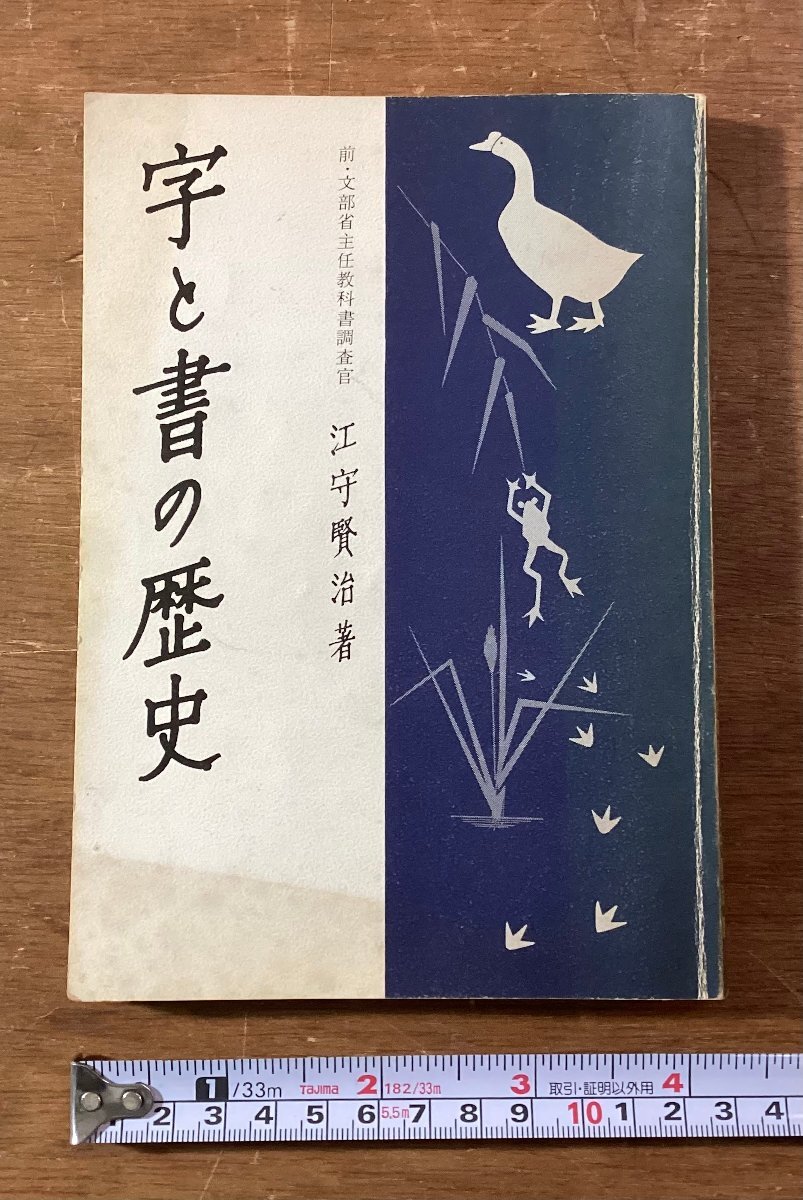 字と書の歴史
前・文部省主任教科書調査官
江守賢治著
1 /33m Tajima 2 182/33m 3 取引・証明以外用 4
1 2 3 4 5 6 5.5m 7 8 9 10 1 2 3 4